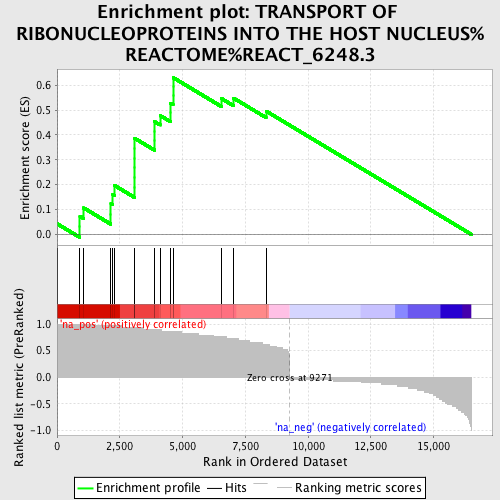 Enrichment plot: TRANSPORT OF
RIBONUCLEOPROTEINS INTO THE HOST NUCLEUS%
REACTOME%REACT_6248.3
Enrichment score (ES)
0.6
0.5
0.4
0.3
0.2
0.1
0.0
'na_pos' (positively correlated)
Ranked list metric (PreRanked)
1.0
0.5
0.0
-0.5
-1.0
Zero cross at 9271
'na_neg' (negatively correlated)
0 2,500 5,000 7,500 10,000 12,500 15,000
Rank in Ordered Dataset
Enrichment profile Hits Ranking metric scores